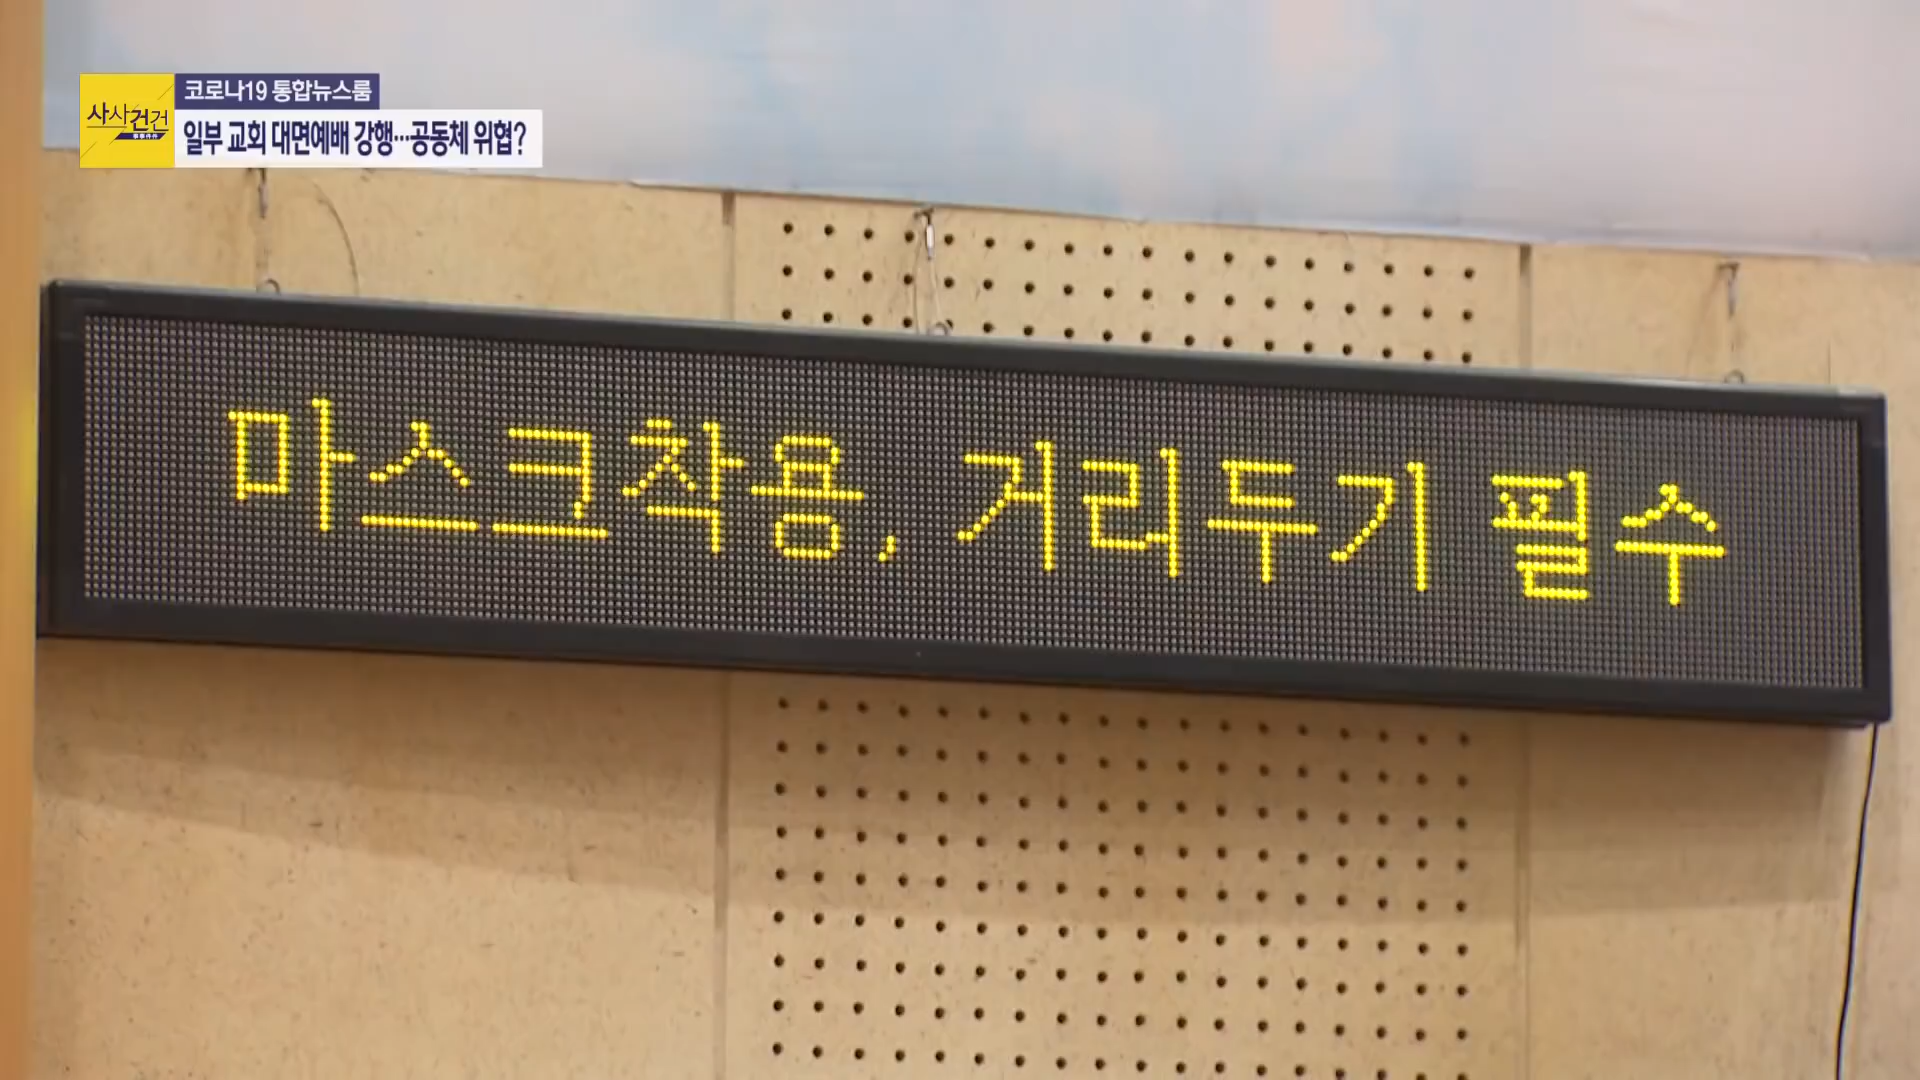 코로나19 통합뉴스룸
사사건건
일부 교회 대면예배 강행…공동체 위협?
마스크착용, 거리두기 필수